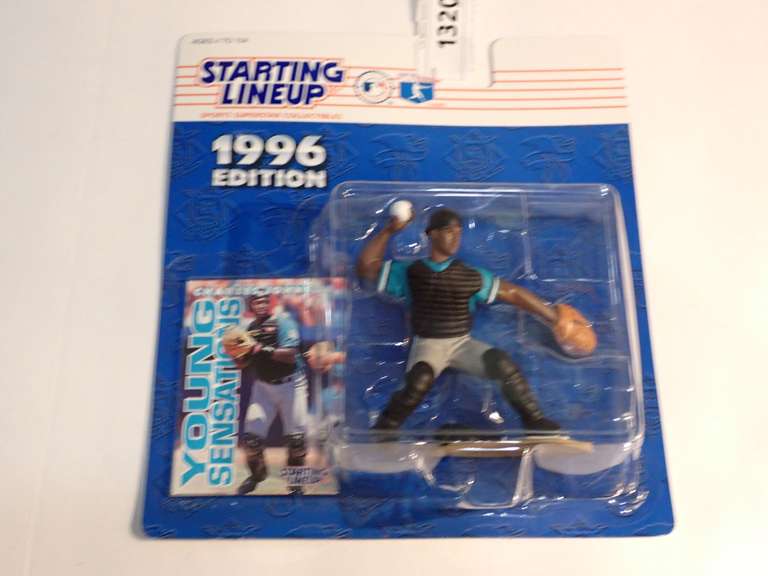 1320
STARTING
LINEUP
1996
EDITION
YOUNG
SENSATIONS
STARTING
LINEUP